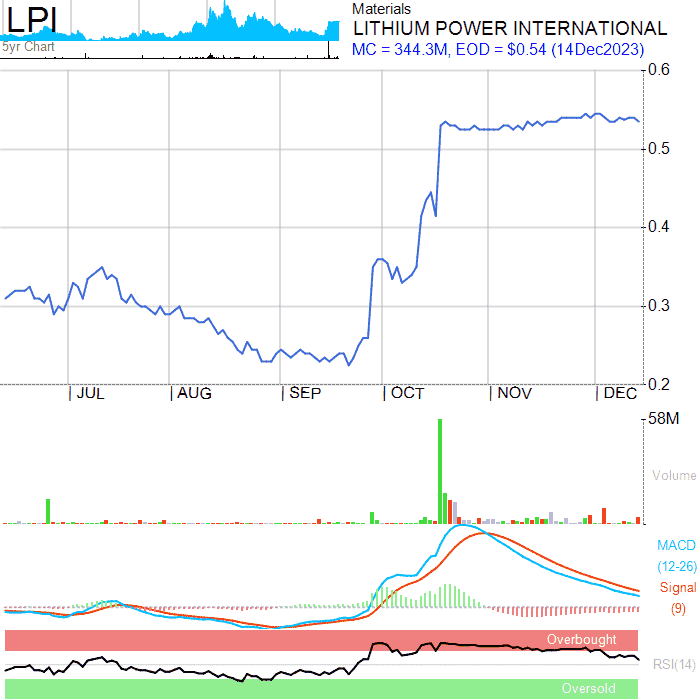 LPI
5yr Chart
Materials
LITHIUM POWER INTERNATIONAL
MC = 344.3M, EOD = $0.54 (14Dec2023)
0.6
0.5
0.4
0.3
0.2
JUL AUG SEP OCT NOV DEC
58M
Volume
MACD
(12-26)
Signal
(9)
Overbought
RSI(14)
Oversold